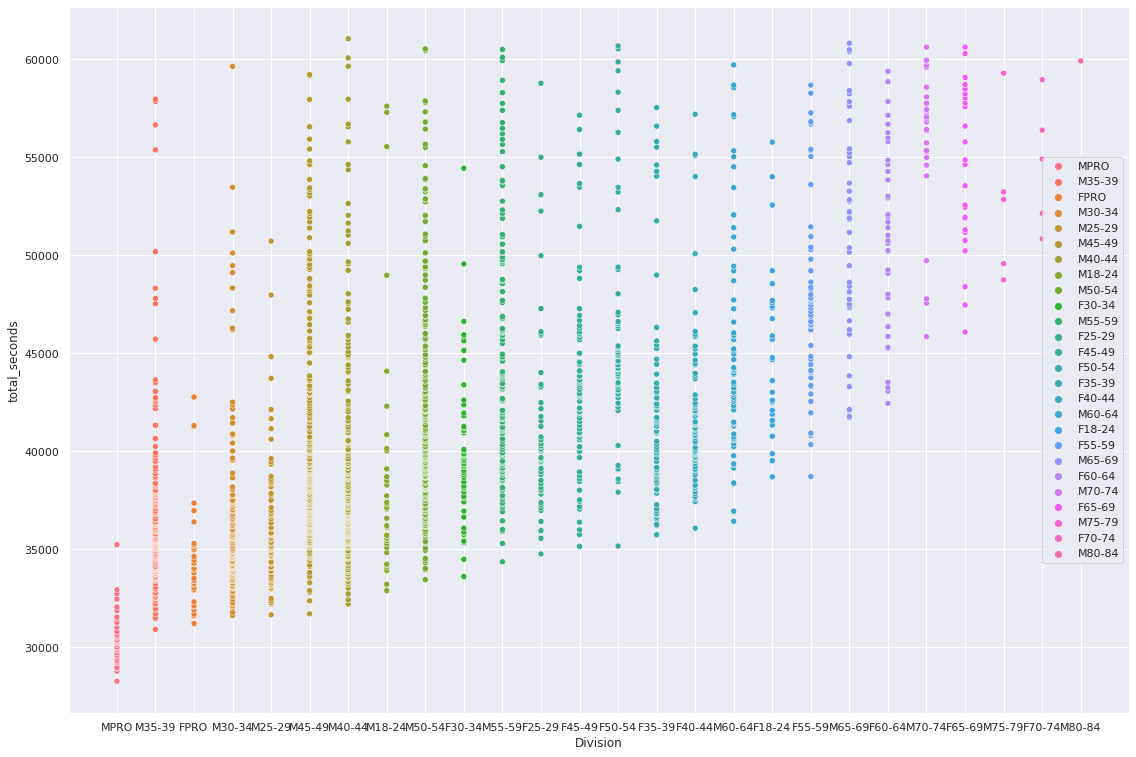 60000
55000
50000
45000
40000
35000
30000
total_seconds
MPRO
M35-39
FPRO
M30-34
M25-29
M45-49
M40-44
M18-24
M50-54
F30-34
M55-59
F25-29
F45-49
F50-54
F35-39
F40-44
M60-64
F18-24
F55-59
M65-69
F60-64
M70-74
F65-69
M75-79
F70-74
M80-84
MPRO M35-39 FPRO M30-34 M25-29 M45-49 M40-44 M18-24 M50-54 F30-34 M55-59 F25-29 F45-49 F50-54 F35-39 F40-44 M60-64 F18-24 F55-59 M65-69 F60-64 M70-74 F65-69 M75-79 F70-74 M80-84
Division